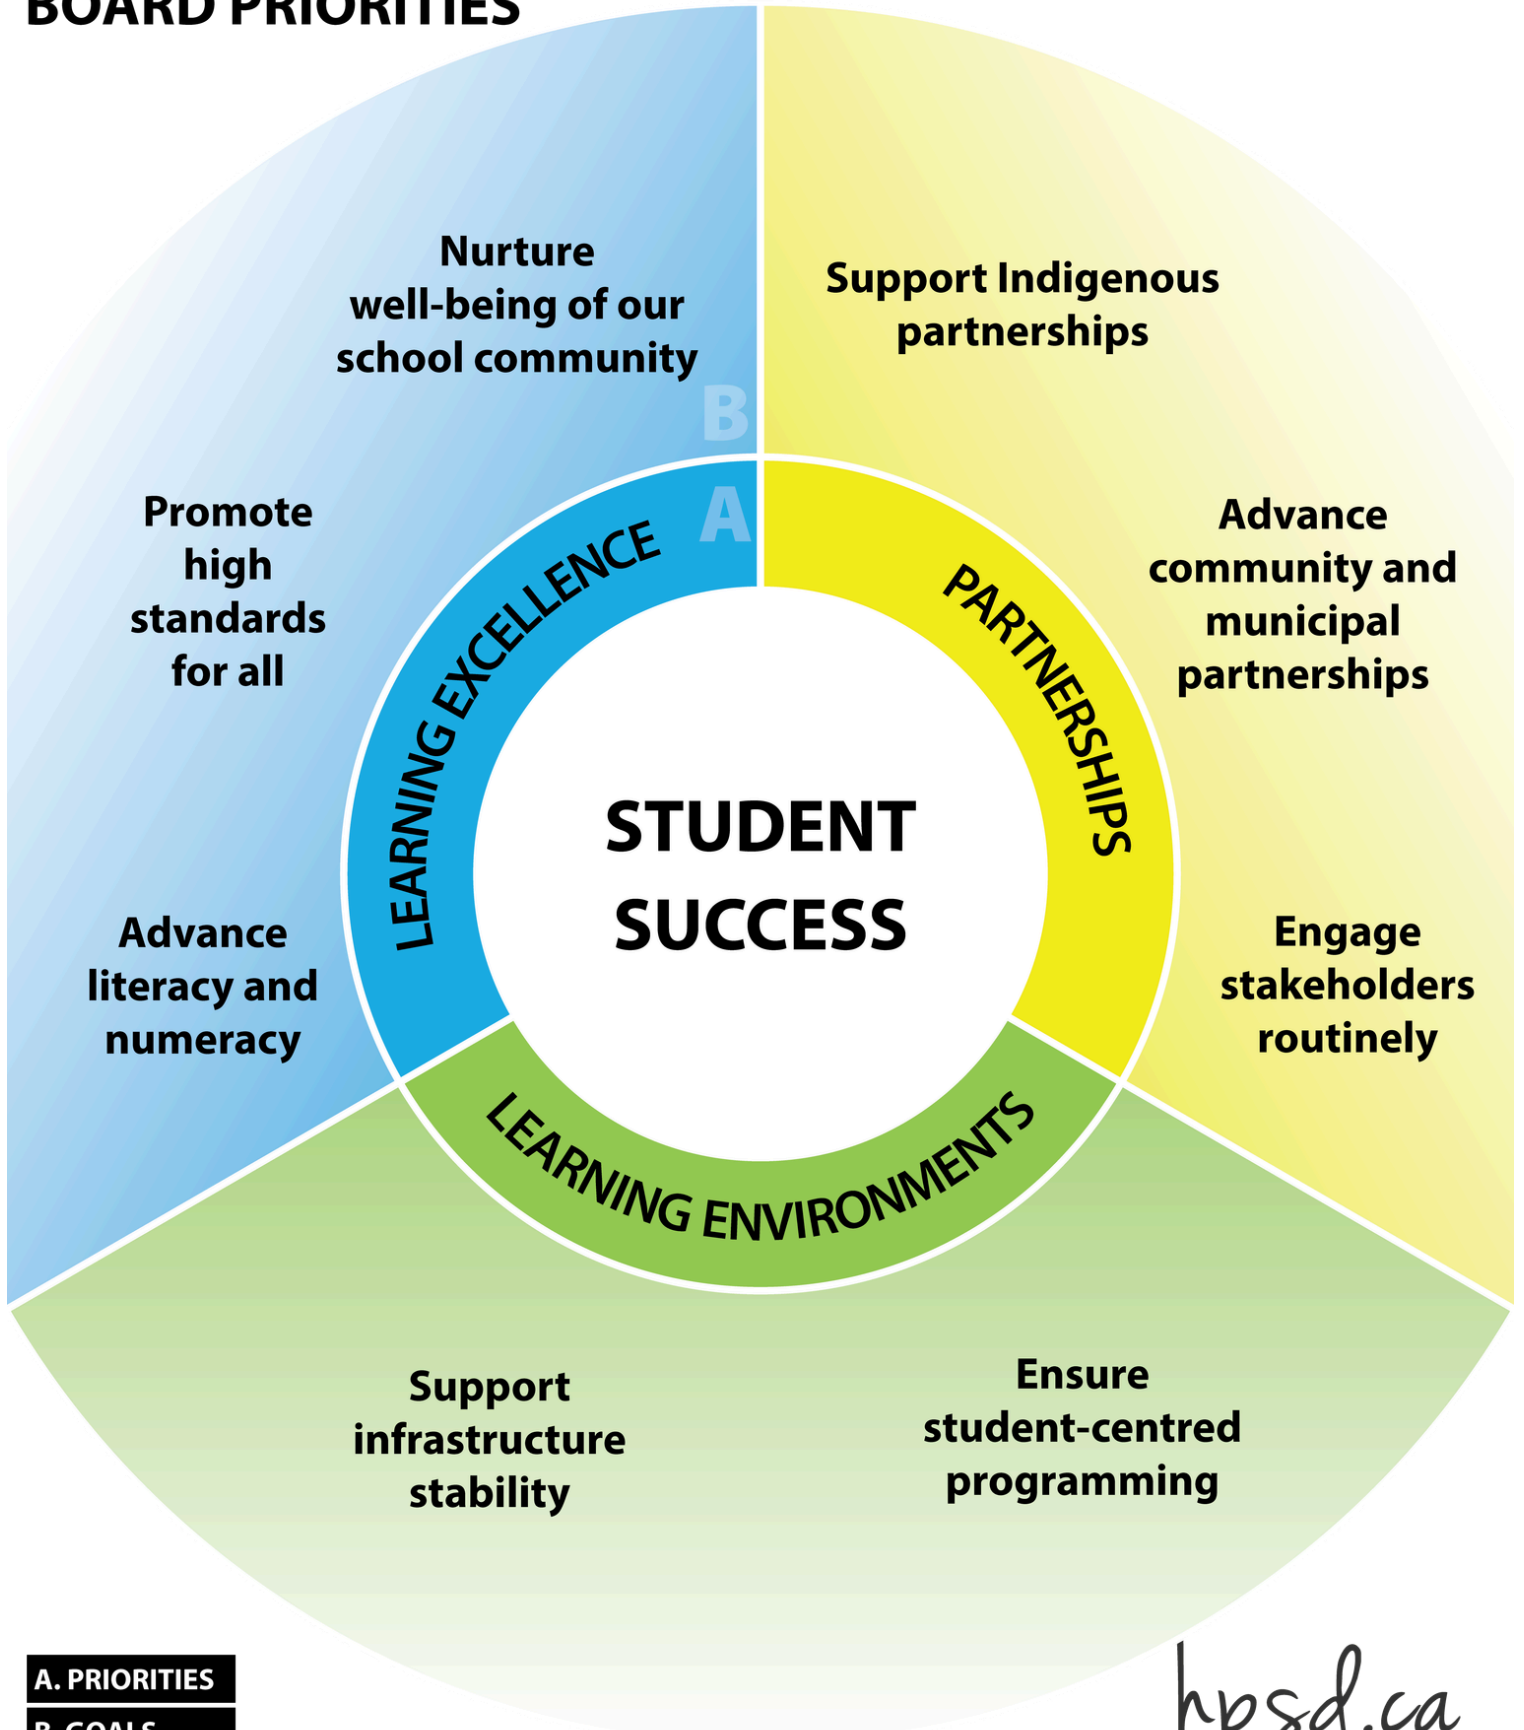 BOARD PRIORITIES
Nurture
well-being of our
school community
Support Indigenous
partnerships
B
A
Promote
high
standards
for all
Advance
community and
municipal
partnerships
LEARNING EXCELLENCE
PARTNERSHIPS
STUDENT
SUCCESS
Advance
literacy and
numeracy
Engage
stakeholders
routinely
LEARNING ENVIRONMENTS
Support
infrastructure
stability
Ensure
student-centred
programming
A. PRIORITIES
B. GOALS
hpsd.ca